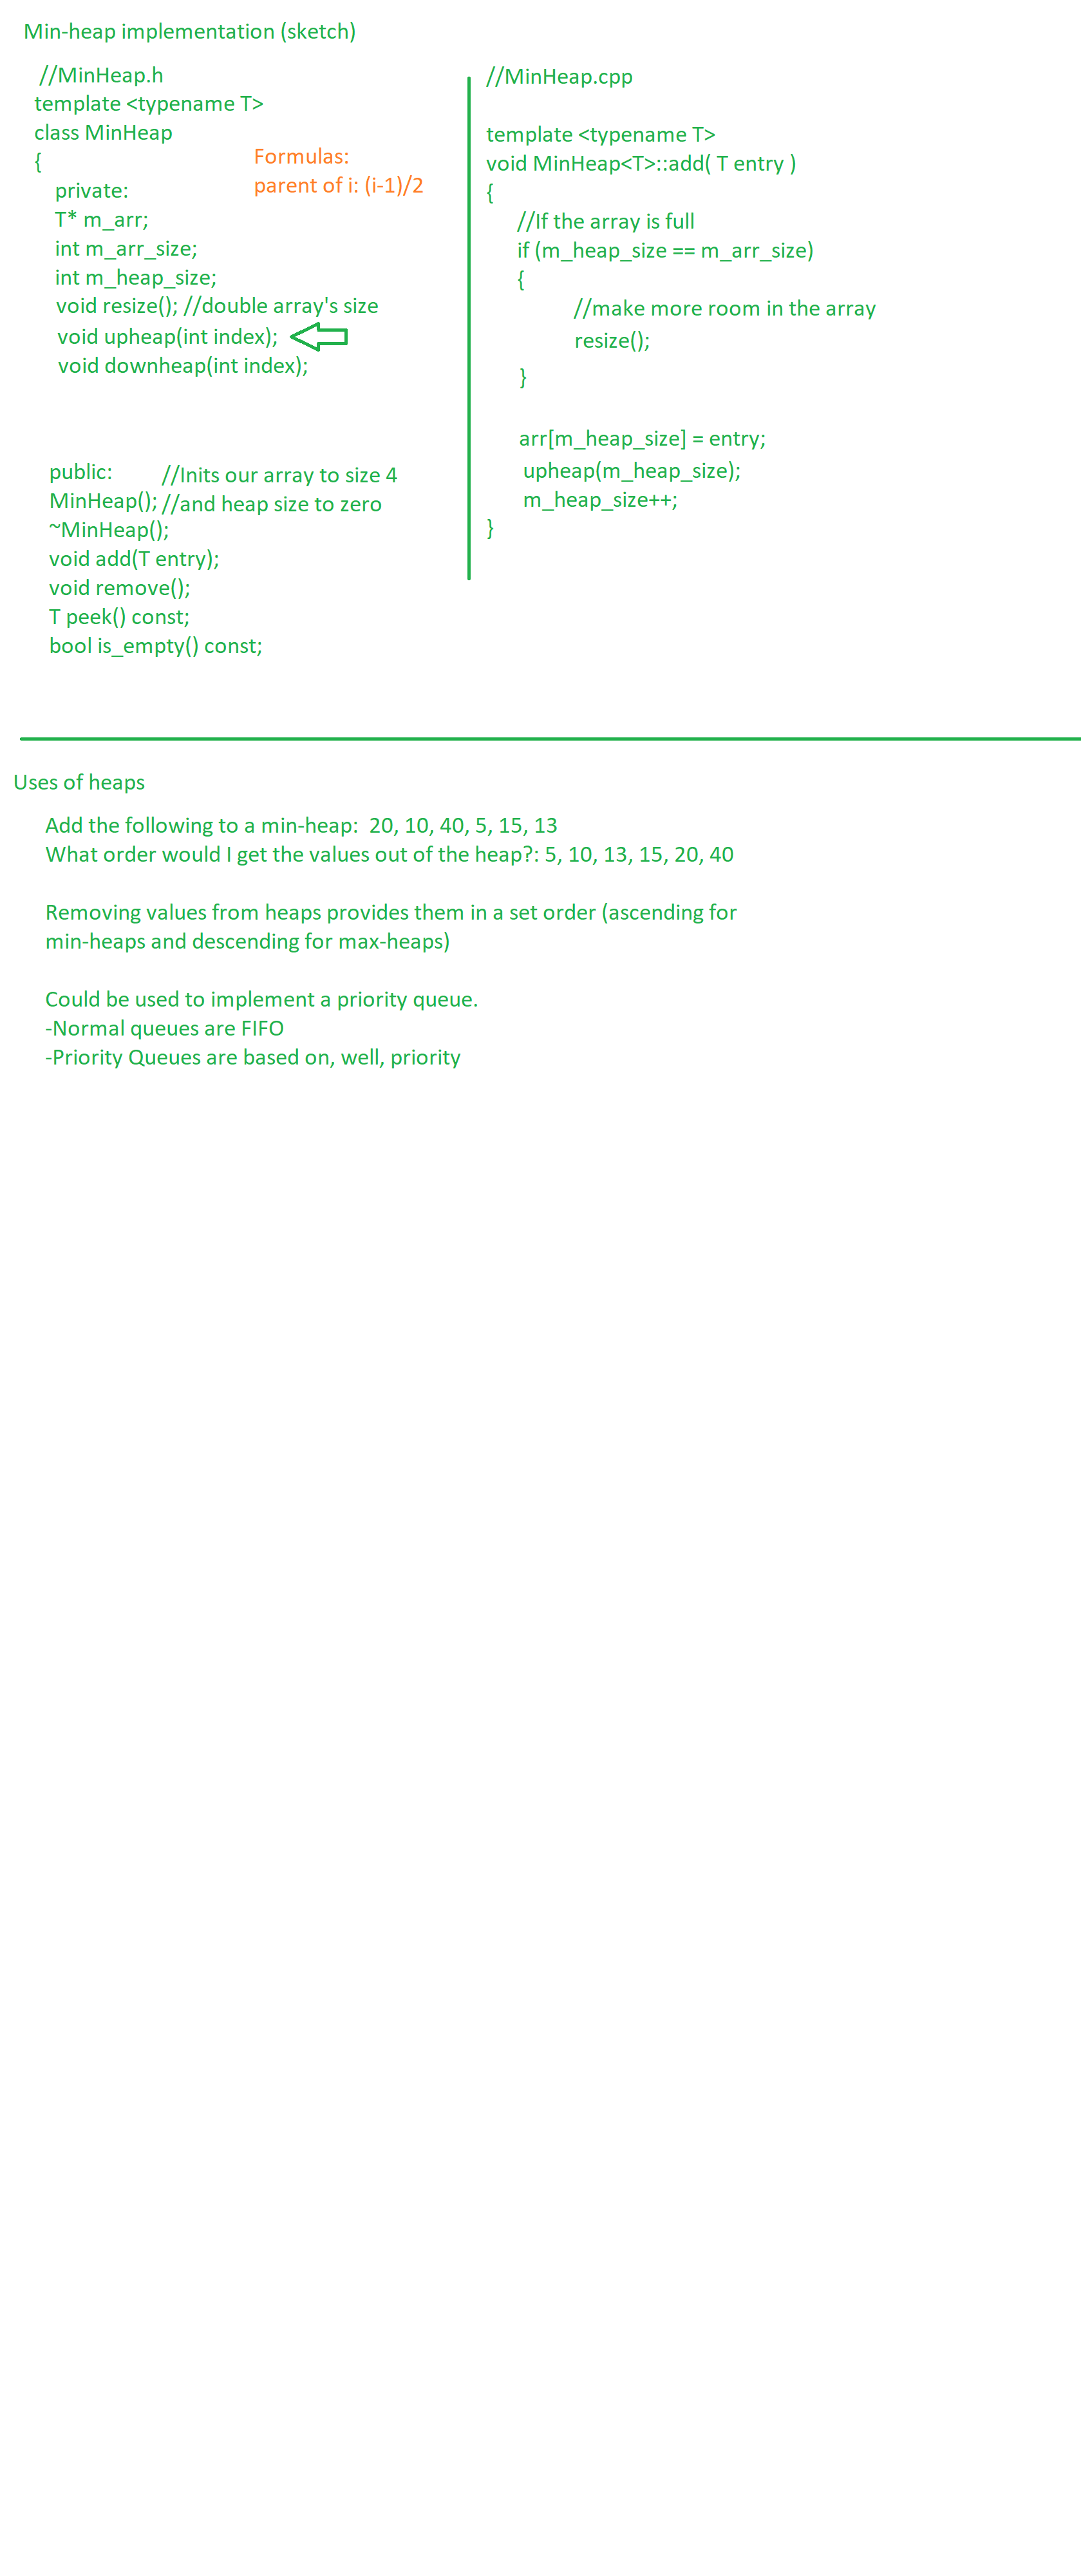 Min-heap implementation (sketch)
//MinHeap.h
template <typename T>
class MinHeap
{
Formulas:
parent of i: (i-1)/2
private:
T* m_arr;
int m_arr_size;
int m_heap_size;
void resize(); //double array's size
void upheap(int index);
void downheap(int index);
public:
//Inits our array to size 4
MinHeap(); //and heap size to zero
~MinHeap();
void add(T entry);
void remove();
T peek() const;
bool is_empty() const;
//MinHeap.cpp
template <typename T>
void MinHeap<T>::add( T entry )
{
//If the array is full
if (m_heap_size == m_arr_size)
{
//make more room in the array
resize();
}
arr[m_heap_size] = entry;
upheap(m_heap_size);
m_heap_size++;
}
Uses of heaps
Add the following to a min-heap:  20, 10, 40, 5, 15, 13
What order would I get the values out of the heap?: 5, 10, 13, 15, 20, 40
Removing values from heaps provides them in a set order (ascending for
min-heaps and descending for max-heaps)
Could be used to implement a priority queue.
-Normal queues are FIFO
-Priority Queues are based on, well, priority